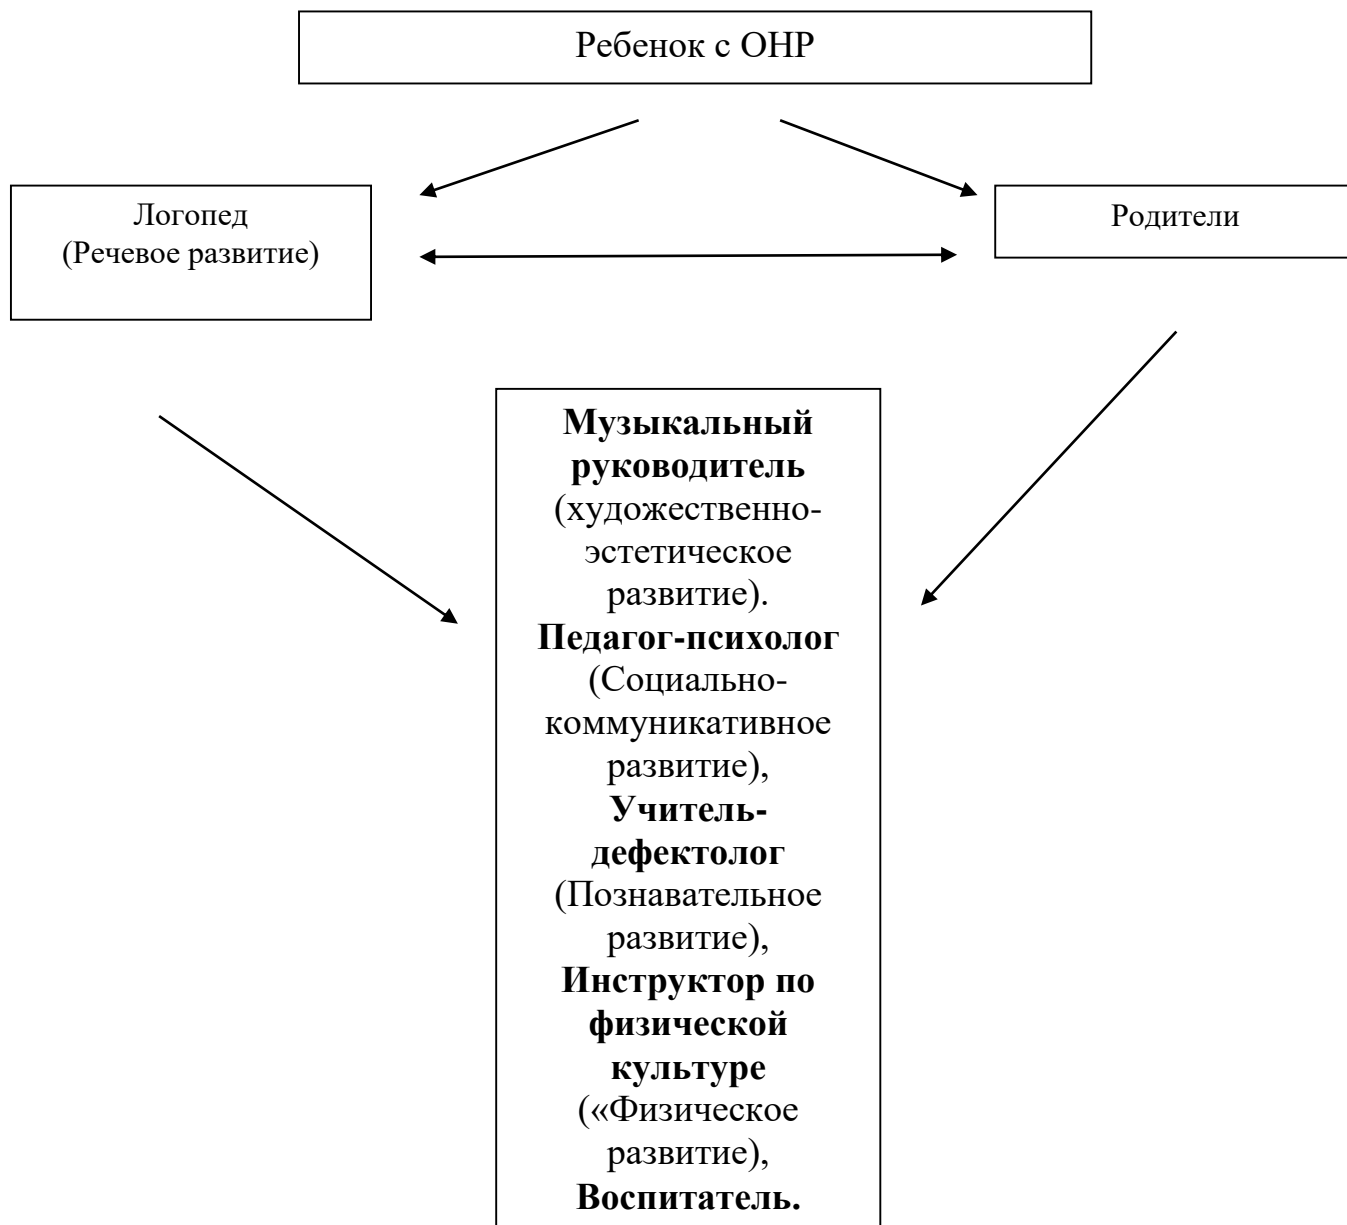 Ребенок с ОНР
Логопед
(Речевое развитие)
Родители
Музыкальный
руководитель
(художественно-
эстетическое
развитие).
Педагог-психолог
(Социально-
коммуникативное
развитие),
Учитель-
дефектолог
(Познавательное
развитие),
Инструктор по
физической
культуре
(«Физическое
развитие),
Воспитатель.